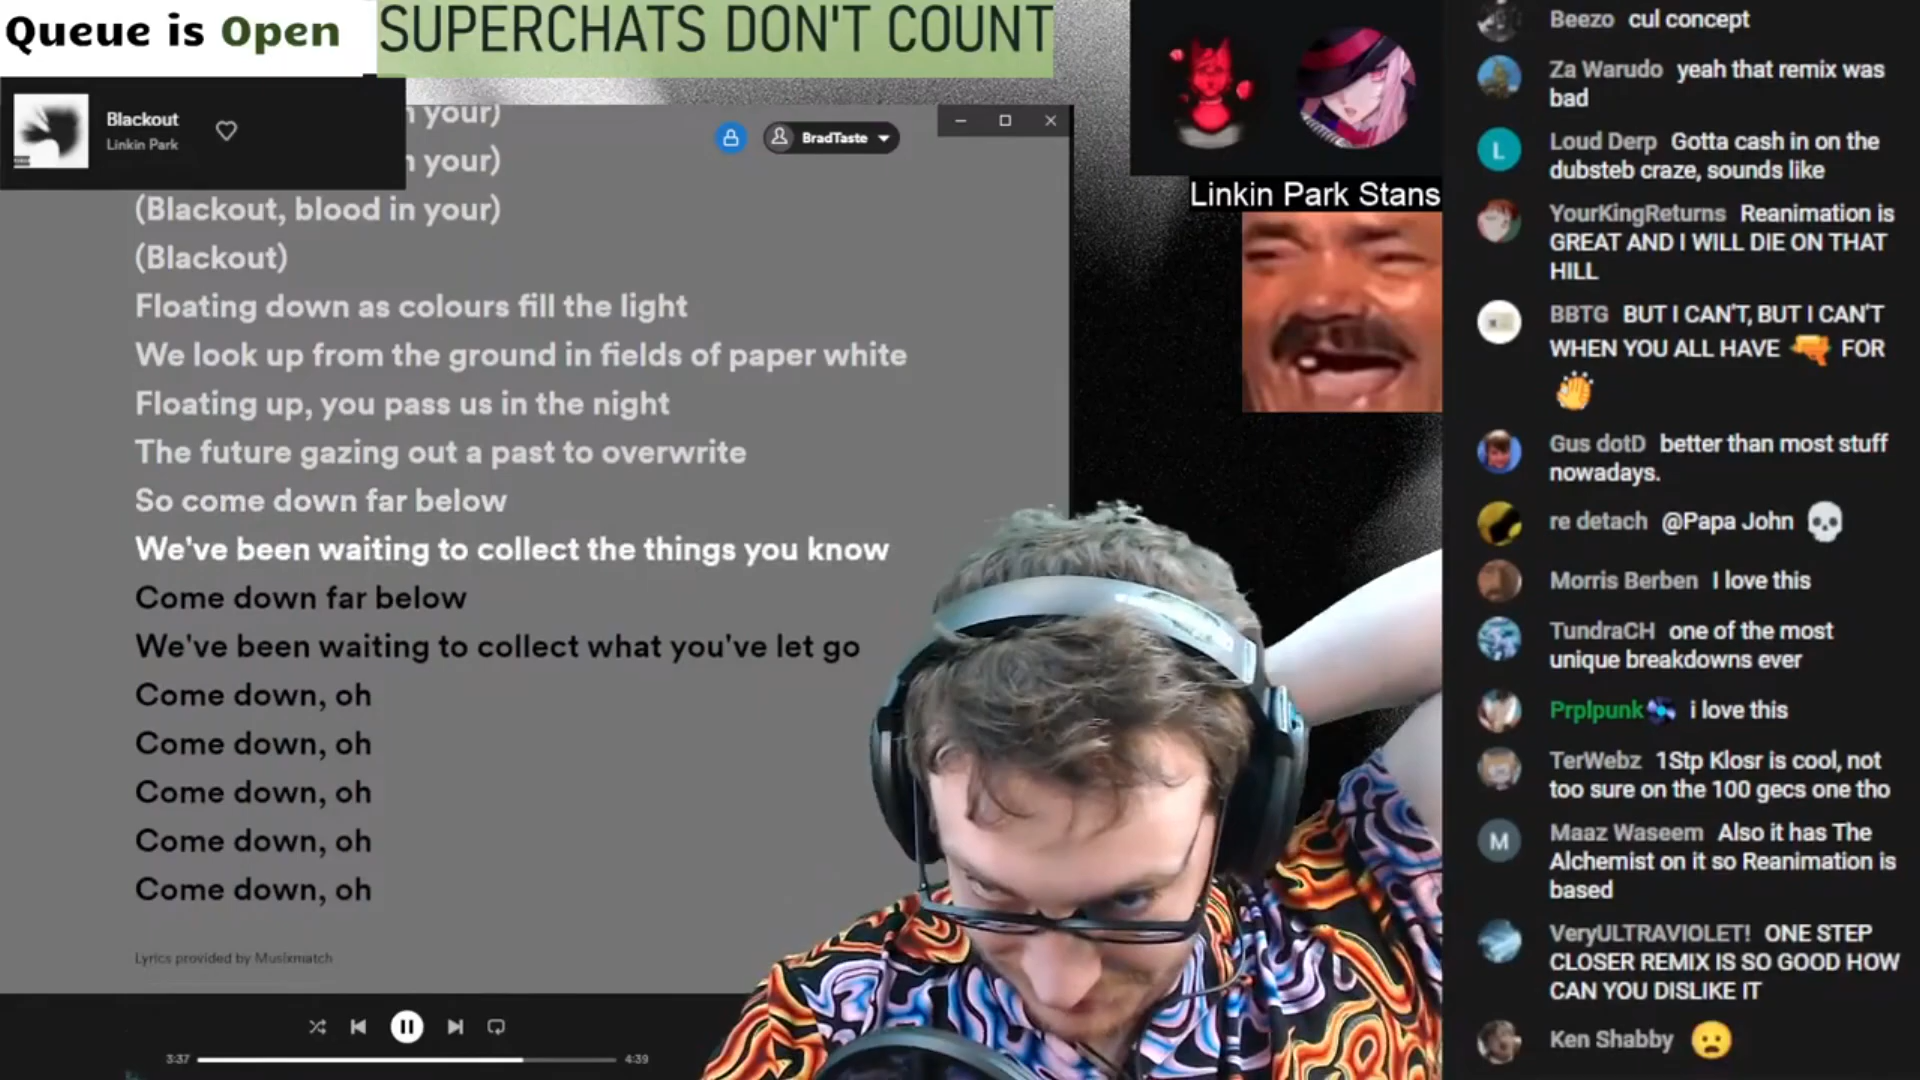 Queue is Open
SUPERCHATS DON'T COUNT
Blackout
Linkin Park
BradTaste
n your)
n your)
(Blackout, blood in your)
(Blackout)
Floating down as colours fill the light
We look up from the ground in fields of paper white
Floating up, you pass us in the night
The future gazing out a past to overwrite
So come down far below
We've been waiting to collect the things you know
Come down far below
We've been waiting to collect what you've let go
Come down, oh
Come down, oh
Come down, oh
Come down, oh
Come down, oh
Lyrics provided by Musixmatch
3:37
4:39
Linkin Park Stans
Beezo cul concept
Za Warudo yeah that remix was
bad
L
Loud Derp Gotta cash in on the
dubsteb craze, sounds like
YourKingReturns Reanimation is
GREAT AND I WILL DIE ON THAT
HILL
BBTG BUT I CAN'T, BUT I CAN'T
WHEN YOU ALL HAVE 🔫 FOR
👏
Gus dotD better than most stuff
nowadays.
re detach @Papa John 💀
Morris Berben I love this
TundraCH one of the most
unique breakdowns ever
Prplpunk i love this
TerWebz 1Stp Klosr is cool, not
too sure on the 100 gecs one tho
M
Maaz Waseem Also it has The
Alchemist on it so Reanimation is
based
VeryULTRAVIOLET! ONE STEP
CLOSER REMIX IS SO GOOD HOW
CAN YOU DISLIKE IT
Ken Shabby 😦